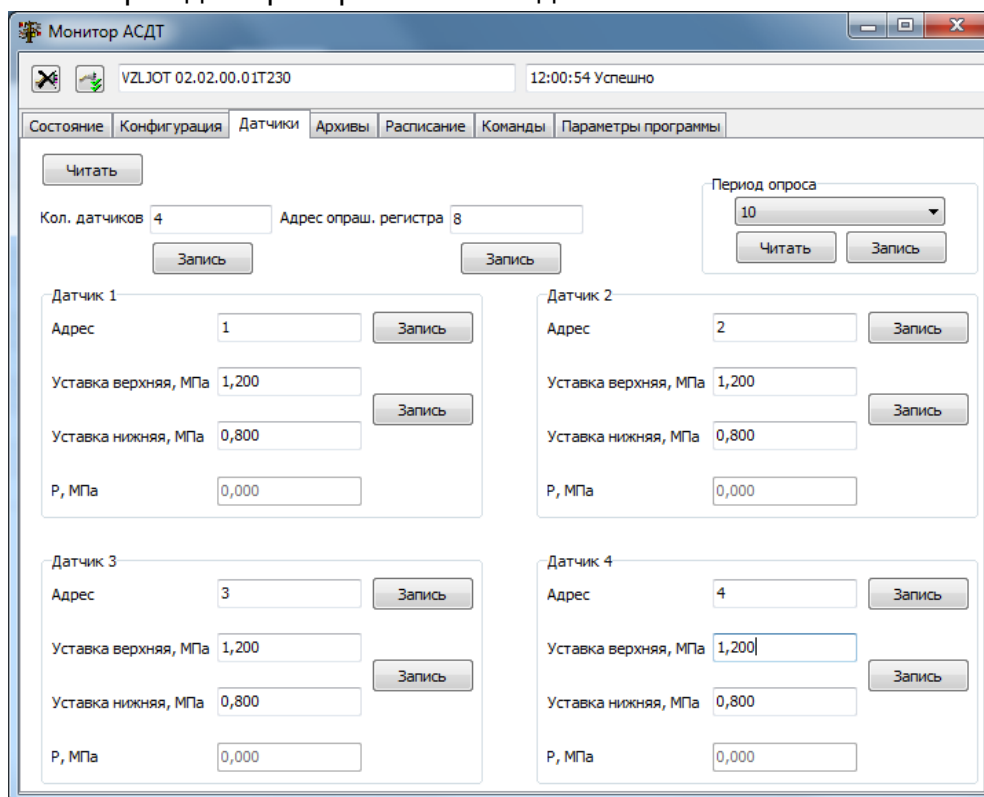 Монитор АСДТ
VZLJOT 02.02.00.01T230 12:00:54 Успешно
Состояние Конфигурация Датчики Архивы Расписание Команды Параметры программы
Читать
Период опроса
10
Кол. датчиков 4 Адрес опраш. регистра 8
Читать Запись
Запись Запись
Датчик 1 Датчик 2
Адрес 1 Запись Адрес 2 Запись
Уставка верхняя, МПа 1,200 Уставка верхняя, МПа 1,200
Запись Запись
Уставка нижняя, МПа 0,800 Уставка нижняя, МПа 0,800
P, МПа 0,000 P, МПа 0,000
Датчик 3 Датчик 4
Адрес 3 Запись Адрес 4 Запись
Уставка верхняя, МПа 1,200 Уставка верхняя, МПа 1,200
Запись Запись
Уставка нижняя, МПа 0,800 Уставка нижняя, МПа 0,800
P, МПа 0,000 P, МПа 0,000